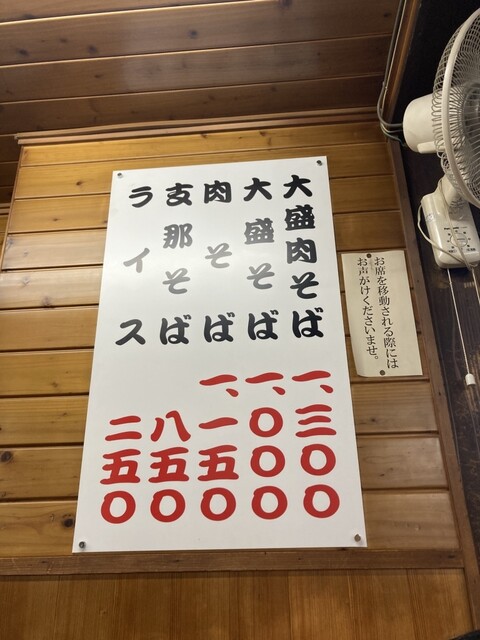 大盛肉そば 一、三〇〇
大盛そば 一、〇〇〇
肉そば 一、一五〇
支那そば 八五〇
ライス 二五〇
お席を移動される際には
お声がけくださいませ。